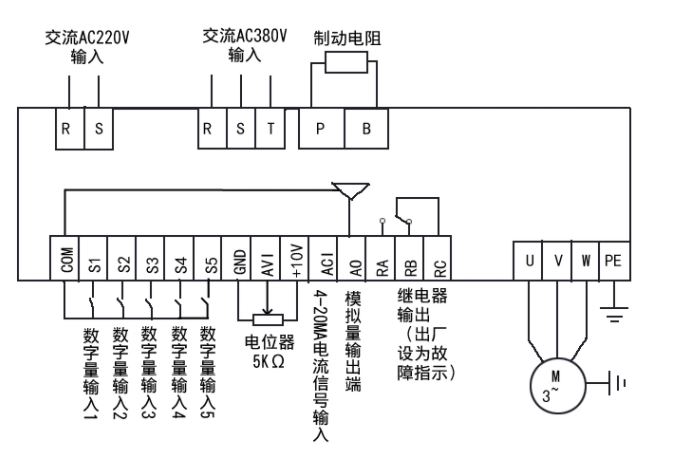 交流AC220V
输入
交流AC380V
输入
制动电阻
R S
R S T
P B
COM S1 S2 S3 S4 S5 GND AVI +10V ACI AO RA RB RC
U V W PE
数字量输入1
数字量输入2
数字量输入3
数字量输入4
数字量输入5
电位器
5KΩ
4-20MA电流信号输入
模拟量输出端
继电器
输出
（出厂
设为故
障指示）
M
3~